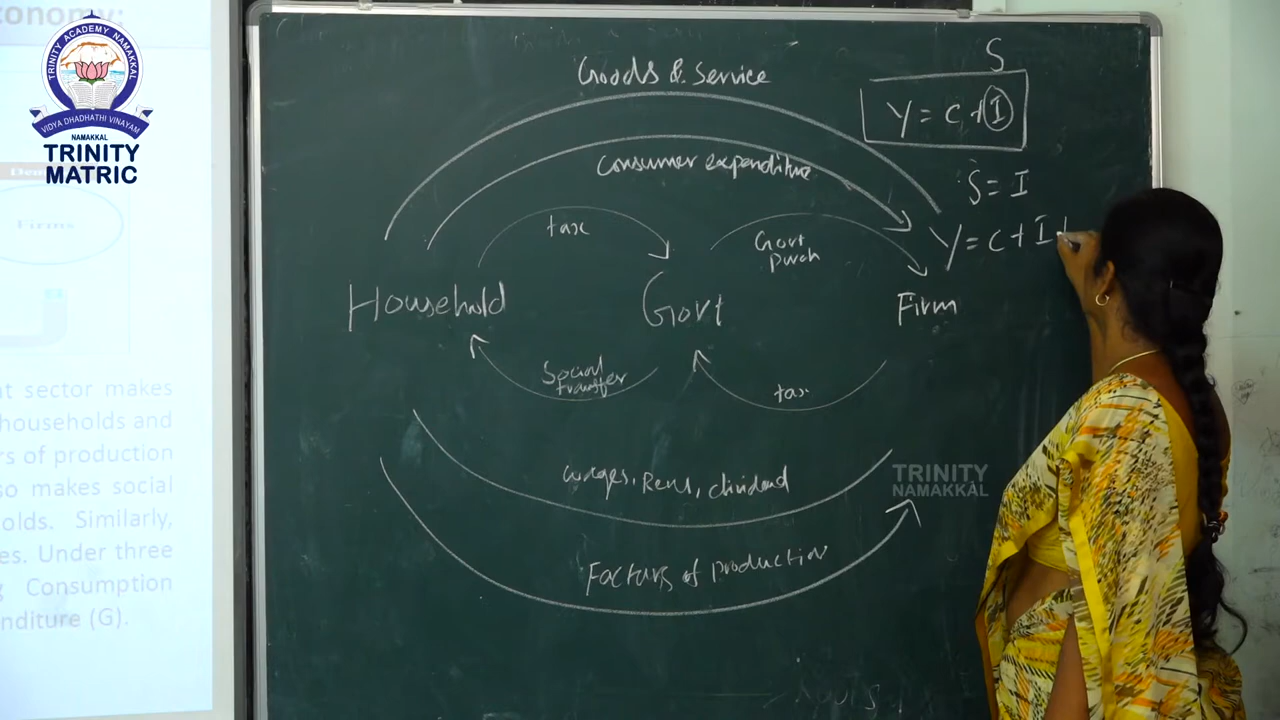 conomy:
TRINITY ACADEMY NAMAKKAL
VIDYA DHADHATHI VINAYAM
NAMAKKAL
TRINITY
MATRIC
Firms
nt sector makes
households and
rs of production
so makes social
olds. Similarly,
es. Under three
g Consumption
nditure (G).
Goods & Service
S
Y = C + I
Consumer expenditure
S = I
Y = C + I +
tax
Govt
purch
Household
Govt
Firm
Social
transfer
tax
wages, Rent, dividend
TRINITY
NAMAKKAL
Factors of production